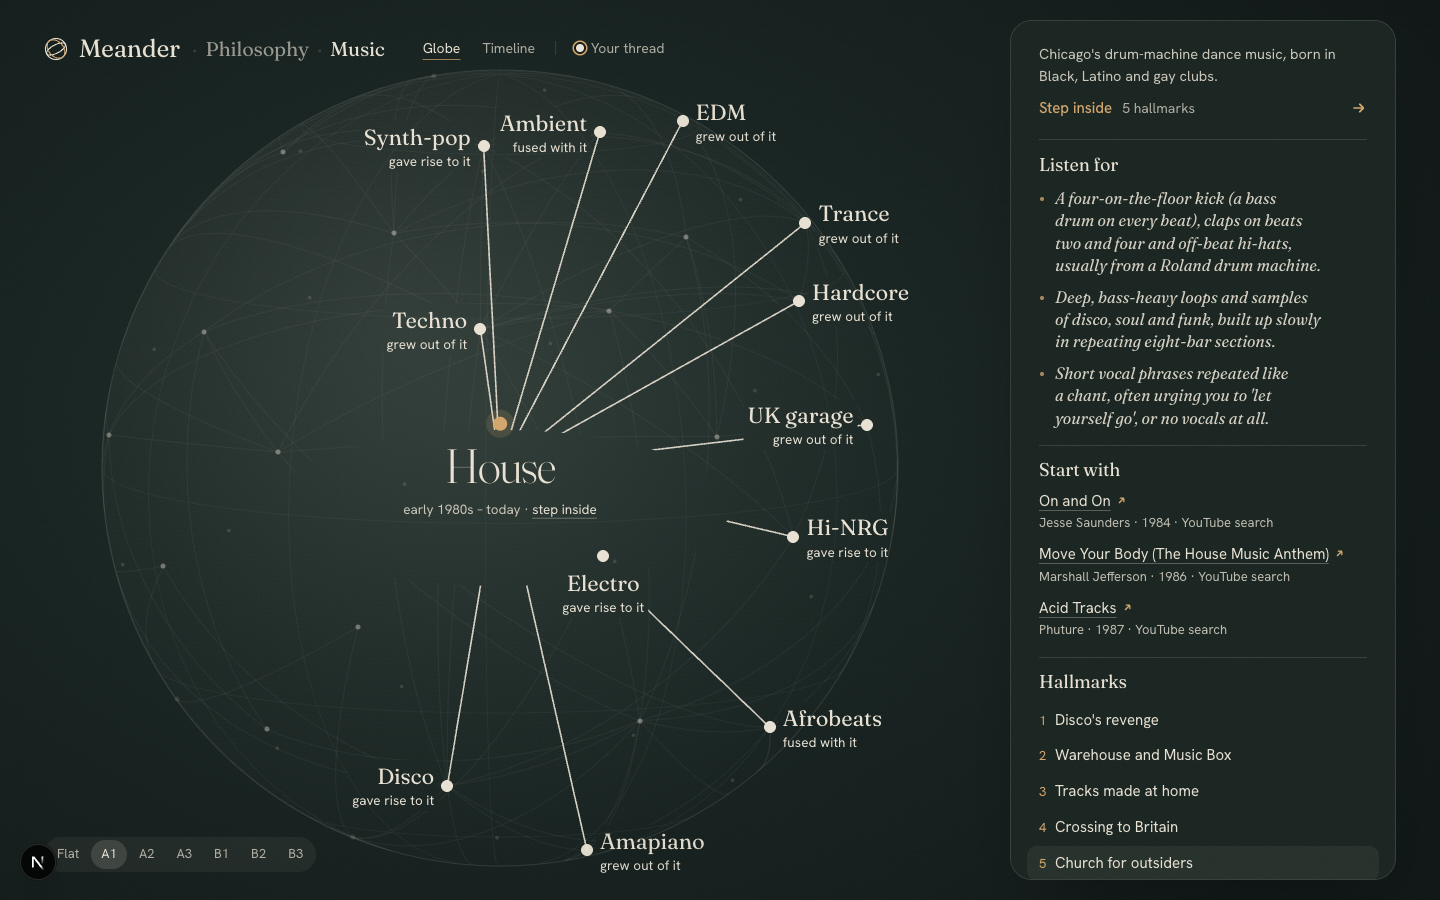 Meander · Philosophy · Music
Globe Timeline Your thread
Synth-pop
gave rise to it
Ambient
fused with it
EDM
grew out of it
Trance
grew out of it
Hardcore
grew out of it
Techno
grew out of it
UK garage
grew out of it
House
early 1980s – today · step inside
Hi-NRG
gave rise to it
Electro
gave rise to it
Afrobeats
fused with it
Disco
gave rise to it
Amapiano
grew out of it
N
Flat A1 A2 A3 B1 B2 B3
Chicago's drum-machine dance music, born in
Black, Latino and gay clubs.
Step inside 5 hallmarks →
Listen for
• A four-on-the-floor kick (a bass
drum on every beat), claps on beats
two and four and off-beat hi-hats,
usually from a Roland drum machine.
• Deep, bass-heavy loops and samples
of disco, soul and funk, built up slowly
in repeating eight-bar sections.
• Short vocal phrases repeated like
a chant, often urging you to 'let
yourself go', or no vocals at all.
Start with
On and On ↗
Jesse Saunders · 1984 · YouTube search
Move Your Body (The House Music Anthem) ↗
Marshall Jefferson · 1986 · YouTube search
Acid Tracks ↗
Phuture · 1987 · YouTube search
Hallmarks
1 Disco's revenge
2 Warehouse and Music Box
3 Tracks made at home
4 Crossing to Britain
5 Church for outsiders